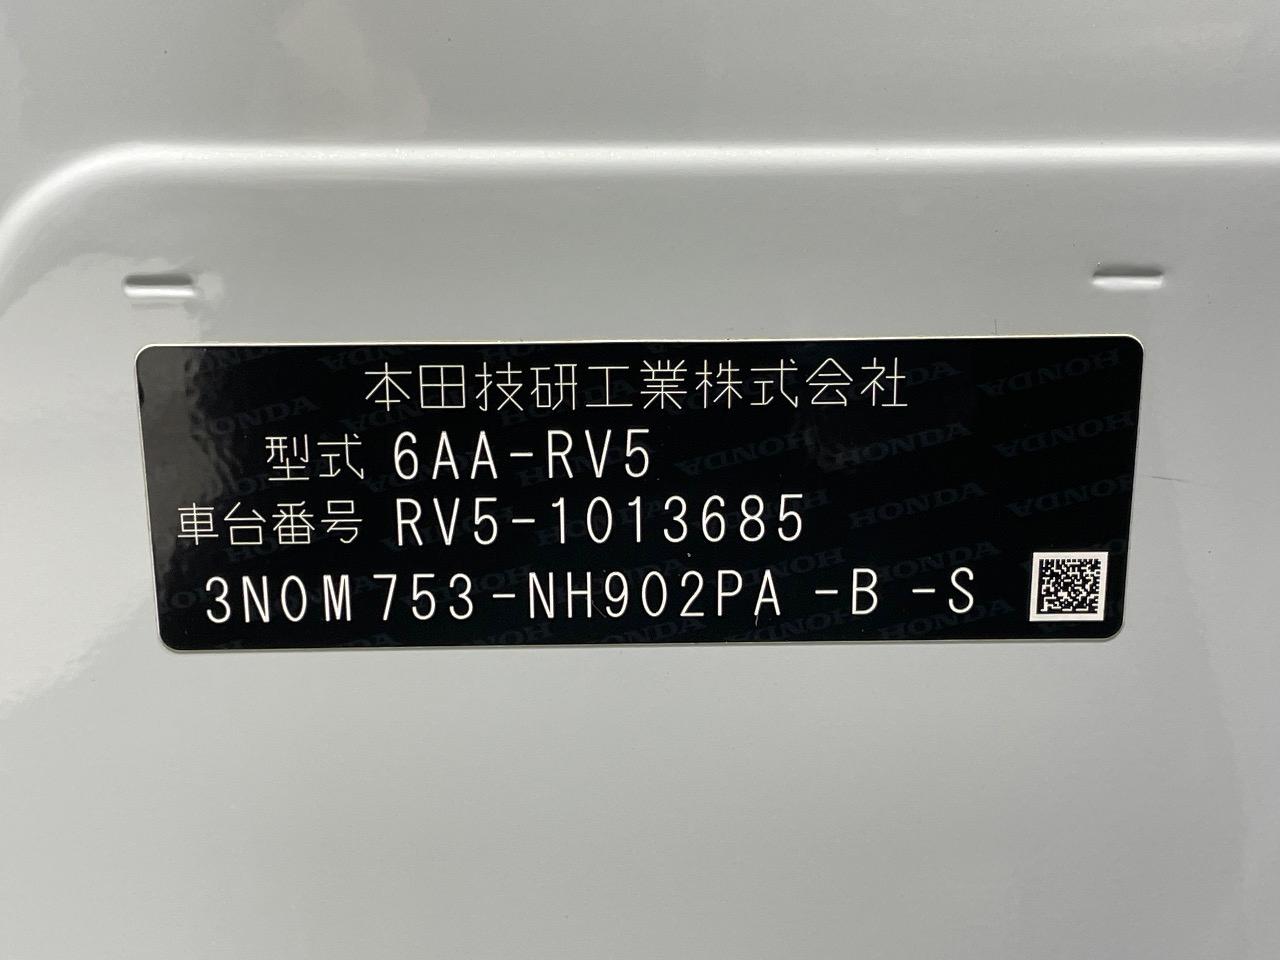 本田技研工業株式会社
型式 6AA-RV5
車台番号 RV5-1013685
3N0M 753-NH902PA -B -S